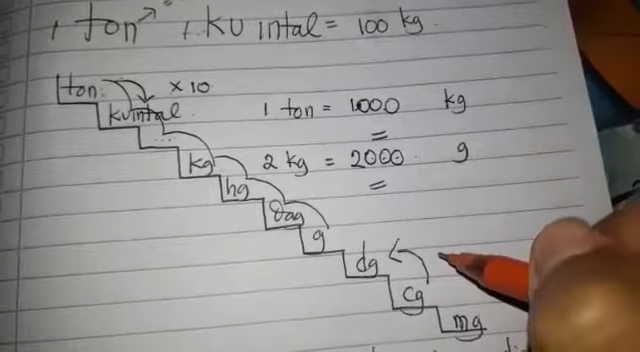 1 ton 1 kuintal = 100 kg.
ton. x 10
kuintal 1 ton = 1000 kg
...
kg 2 kg = 2000 g
hg
dag
g
dg
cg
mg